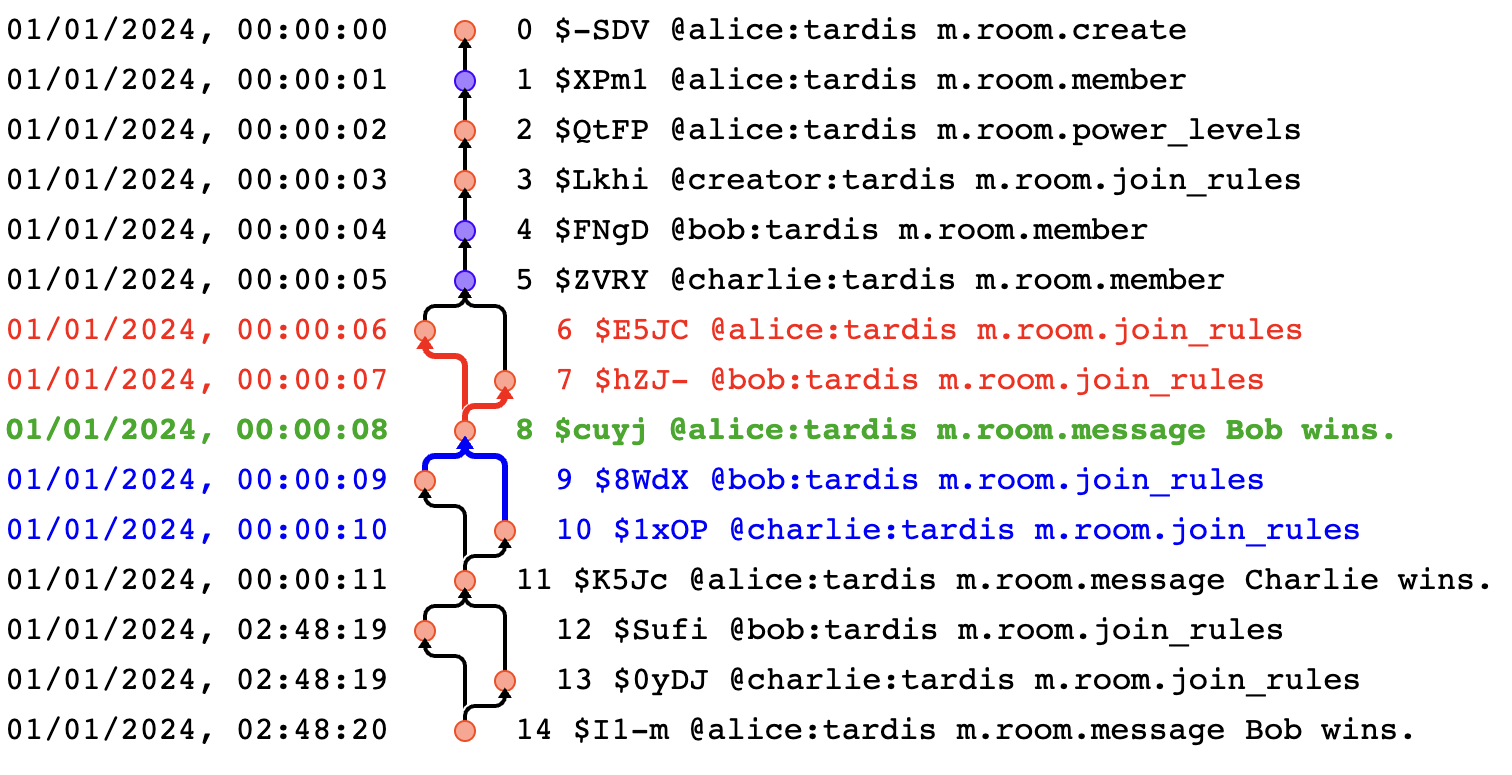 01/01/2024, 00:00:00 0 $-SDV @alice:tardis m.room.create
01/01/2024, 00:00:01 1 $XPm1 @alice:tardis m.room.member
01/01/2024, 00:00:02 2 $QtFP @alice:tardis m.room.power_levels
01/01/2024, 00:00:03 3 $Lkhi @creator:tardis m.room.join_rules
01/01/2024, 00:00:04 4 $FNgD @bob:tardis m.room.member
01/01/2024, 00:00:05 5 $ZVRY @charlie:tardis m.room.member
01/01/2024, 00:00:06 6 $E5JC @alice:tardis m.room.join_rules
01/01/2024, 00:00:07 7 $hZJ- @bob:tardis m.room.join_rules
01/01/2024, 00:00:08 8 $cuyj @alice:tardis m.room.message Bob wins.
01/01/2024, 00:00:09 9 $8WdX @bob:tardis m.room.join_rules
01/01/2024, 00:00:10 10 $1xOP @charlie:tardis m.room.join_rules
01/01/2024, 00:00:11 11 $K5Jc @alice:tardis m.room.message Charlie wins.
01/01/2024, 02:48:19 12 $Sufi @bob:tardis m.room.join_rules
01/01/2024, 02:48:19 13 $0yDJ @charlie:tardis m.room.join_rules
01/01/2024, 02:48:20 14 $I1-m @alice:tardis m.room.message Bob wins.